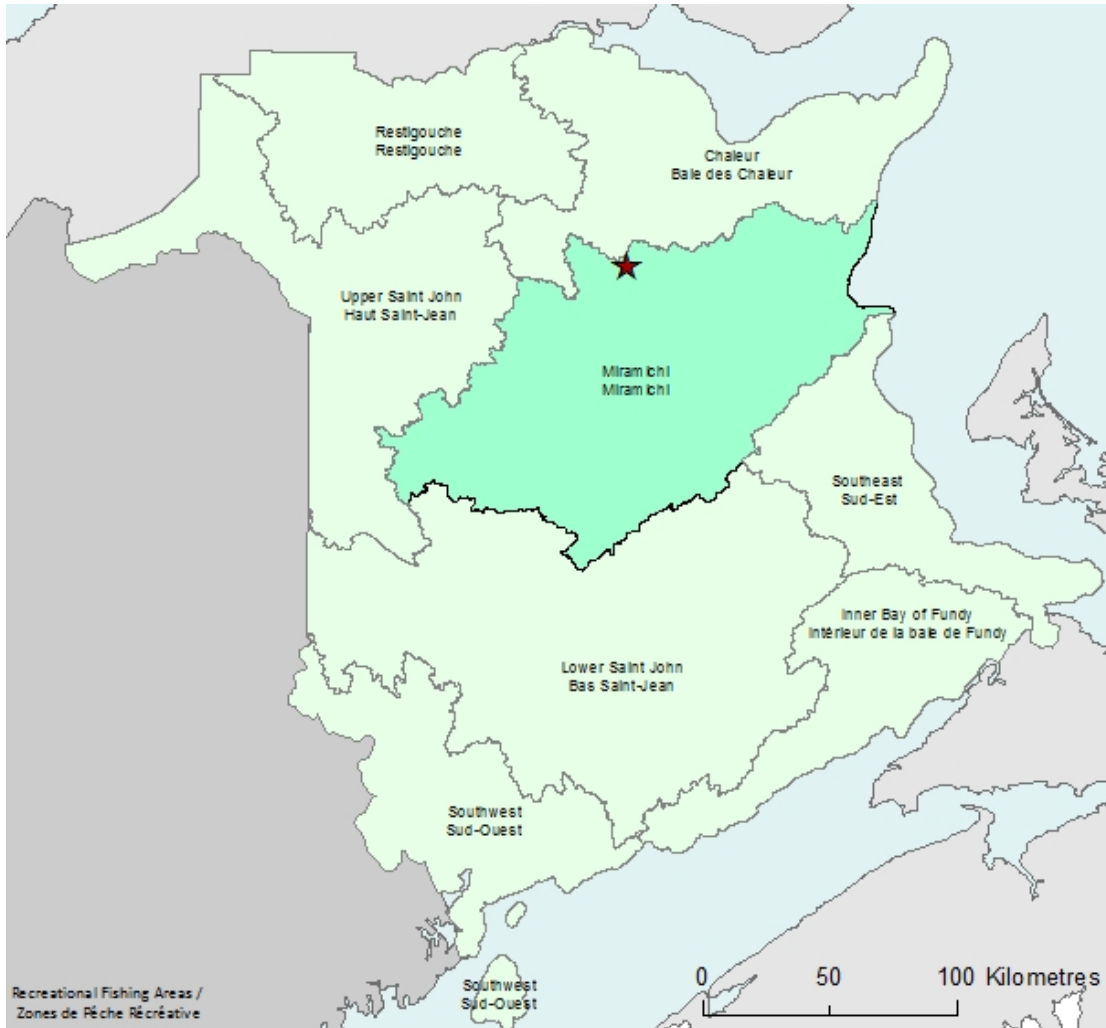 Restigouche
Restigouche
Chaleur
Baie des Chaleur
Upper Saint John
Haut Saint-Jean
Miramichi
Miramichi
Southeast
Sud-Est
Inner Bay of Fundy
Intérieur de la baie de Fundy
Lower Saint John
Bas Saint-Jean
Southwest
Sud-Ouest
Southwest
Sud-Ouest
0 50 100 Kilometres
Recreational Fishing Areas /
Zones de Pêche Récréative